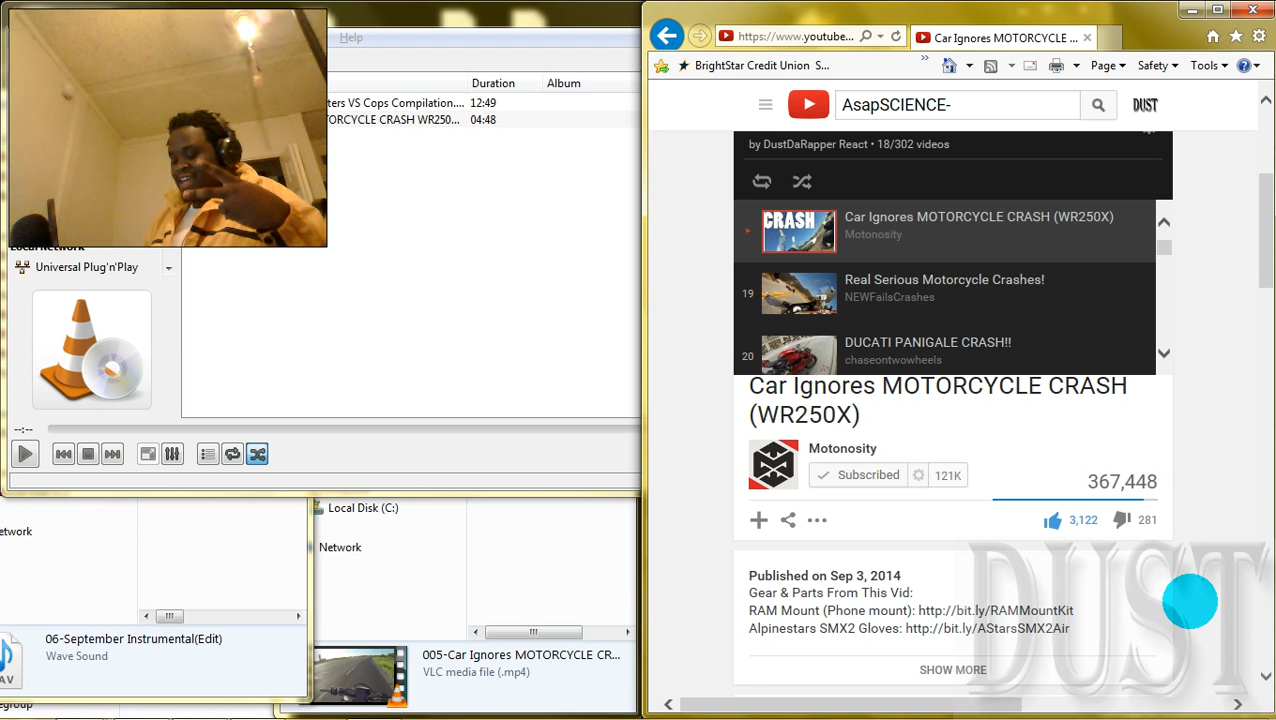 Help
Duration Album
ters VS Cops Compilation.... 12:43
ORCYCLE CRASH WR250... 04:48
Universal Plug'n'Play
--:--
Local Disk (C:)
etwork
Network
06-September Instrumental(Edit)
Wave Sound
AV
005-Car Ignores MOTORCYCLE CR...
VLC media file (.mp4)
egroup
https://www.youtube...
Car Ignores MOTORCYCLE ...
BrightStar Credit Union S...
Page Safety Tools
AsapSCIENCE-
DUST
by DustDaRapper React • 18/302 videos
CRASH
Car Ignores MOTORCYCLE CRASH (WR250X)
Motonosity
19
Real Serious Motorcycle Crashes!
NEWFailsCrashes
20
DUCATI PANIGALE CRASH!!
chaseontwowheels
Car Ignores MOTORCYCLE CRASH
(WR250X)
Motonosity
Subscribed 121K
367,448
3,122 281
Published on Sep 3, 2014
Gear & Parts From This Vid:
RAM Mount (Phone mount): http://bit.ly/RAMMountKit
Alpinestars SMX2 Gloves: http://bit.ly/AStarsSMX2Air
SHOW MORE
DUST